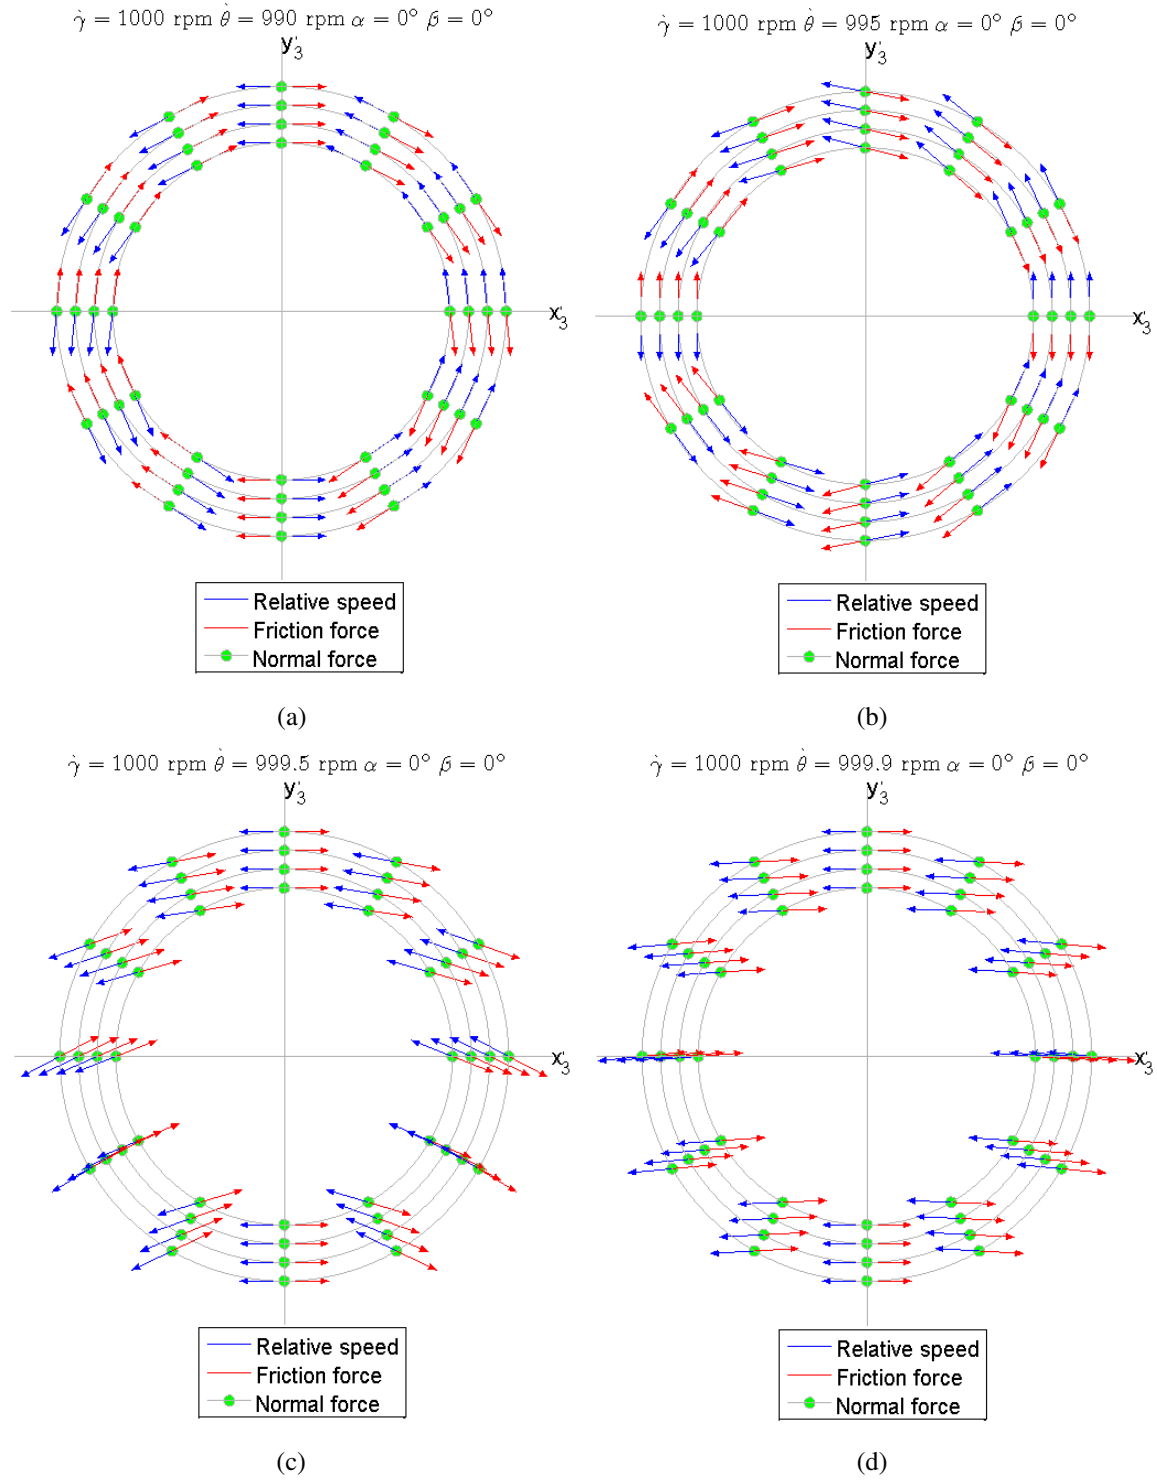 γ̇ = 1000 rpm θ̇ = 990 rpm α = 0° β = 0°
y'3
x'3
Relative speed
Friction force
Normal force
(a)
γ̇ = 1000 rpm θ̇ = 995 rpm α = 0° β = 0°
y'3
x'3
Relative speed
Friction force
Normal force
(b)
γ̇ = 1000 rpm θ̇ = 999.5 rpm α = 0° β = 0°
y'3
x'3
Relative speed
Friction force
Normal force
(c)
γ̇ = 1000 rpm θ̇ = 999.9 rpm α = 0° β = 0°
y'3
x'3
Relative speed
Friction force
Normal force
(d)